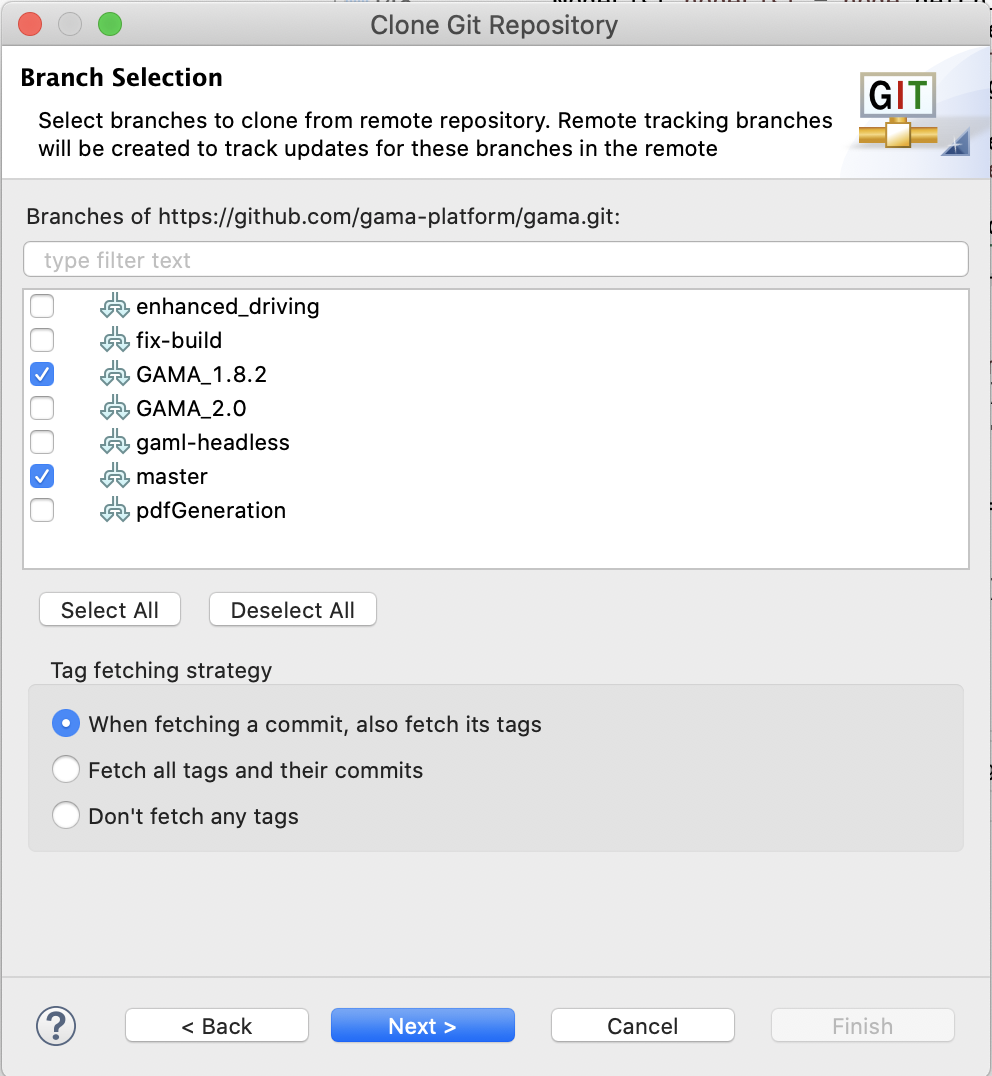 Clone Git Repository
Branch Selection
GIT
Select branches to clone from remote repository. Remote tracking branches
will be created to track updates for these branches in the remote
Branches of https://github.com/gama-platform/gama.git:
type filter text
enhanced_driving
fix-build
GAMA_1.8.2
GAMA_2.0
gaml-headless
master
pdfGeneration
Select All
Deselect All
Tag fetching strategy
When fetching a commit, also fetch its tags
Fetch all tags and their commits
Don't fetch any tags
?
< Back
Next >
Cancel
Finish